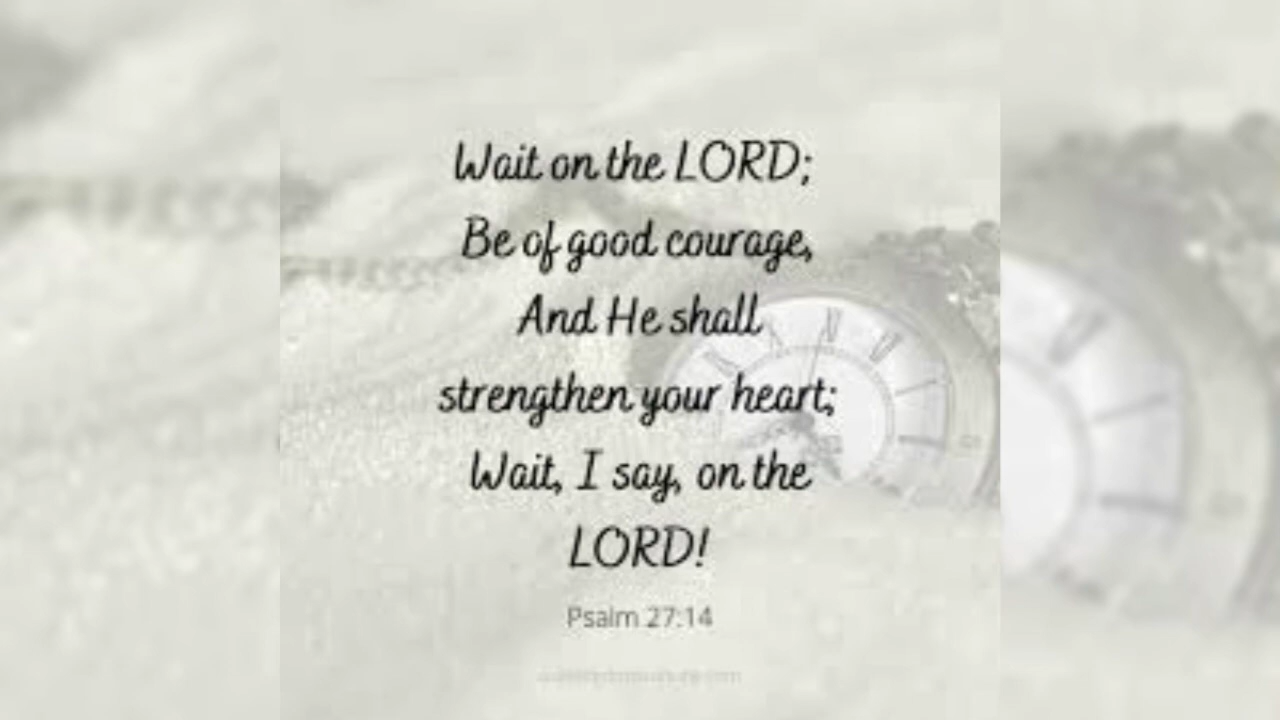 Wait on the LORD;
Be of good courage,
And He shall
strengthen your heart;
Wait, I say, on the
LORD!
Psalm 27:14